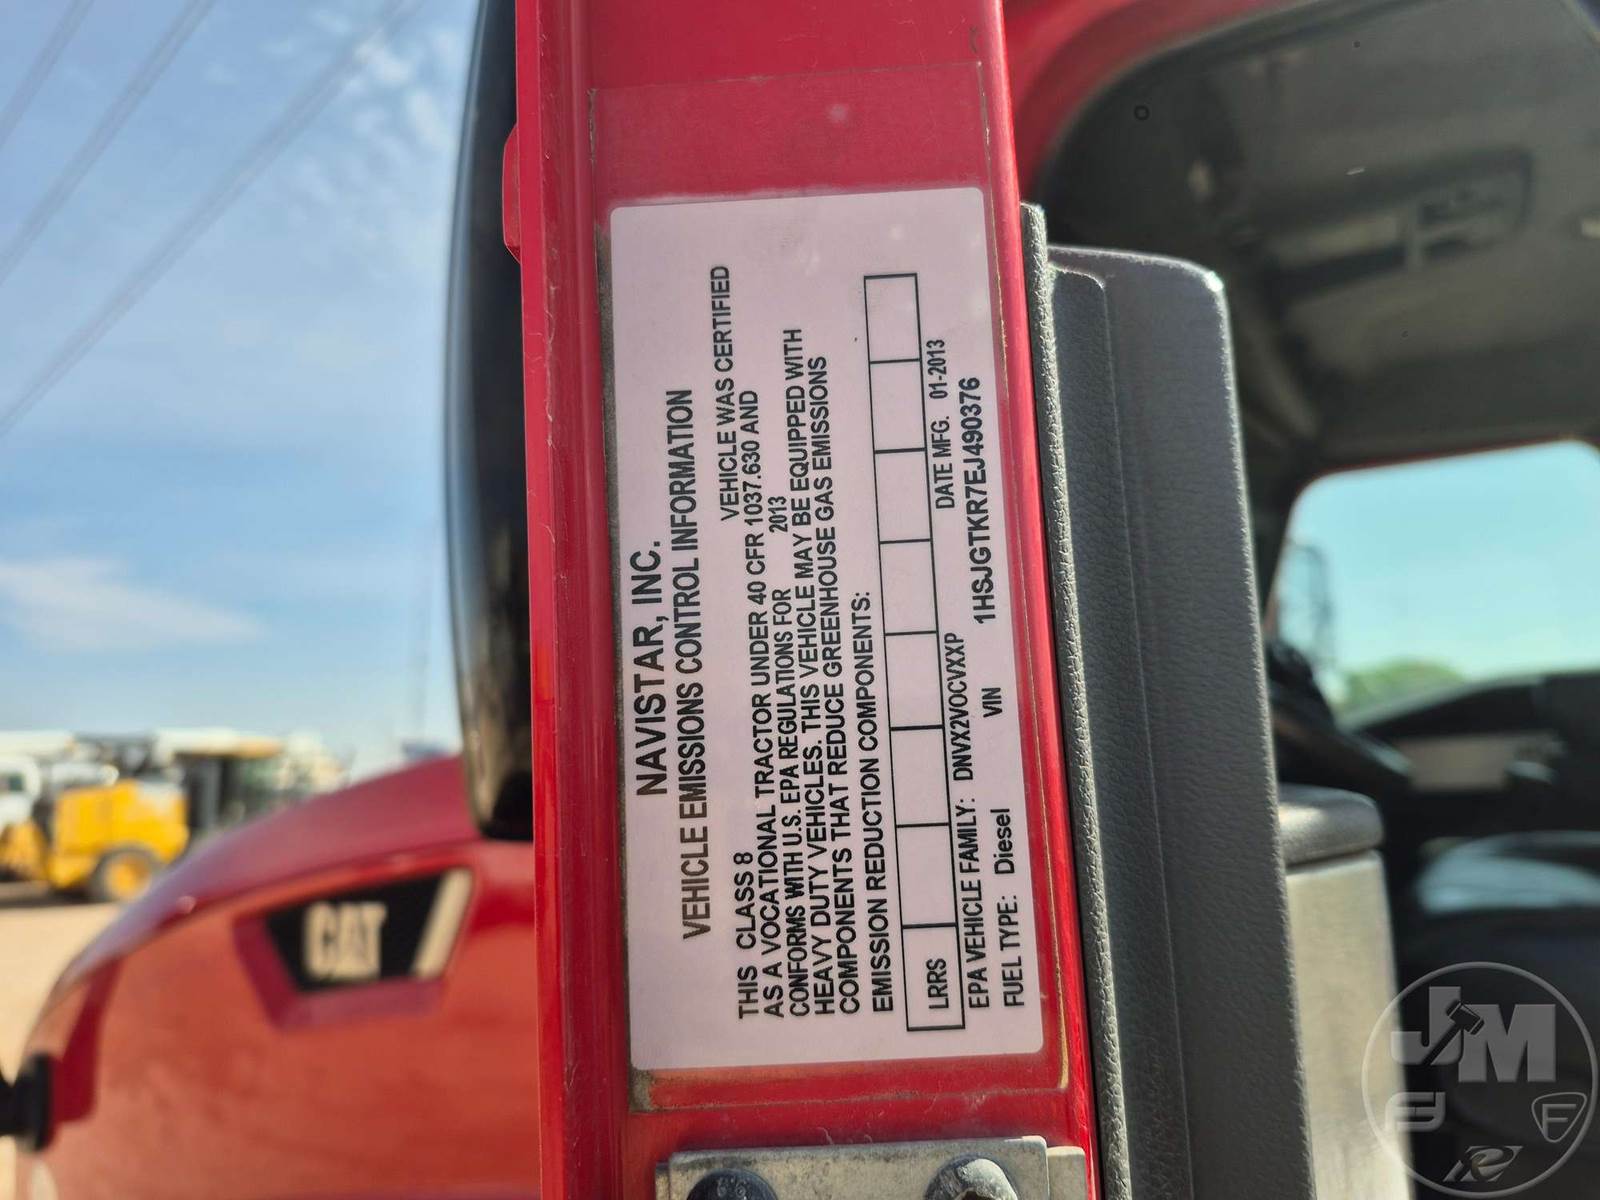 NAVISTAR, INC.
VEHICLE EMISSIONS CONTROL INFORMATION
THIS CLASS 8 VEHICLE WAS CERTIFIED
AS A VOCATIONAL TRACTOR UNDER 40 CFR 1037.630 AND
CONFORMS WITH U.S. EPA REGULATIONS FOR 2013
HEAVY DUTY VEHICLES. THIS VEHICLE MAY BE EQUIPPED WITH
COMPONENTS THAT REDUCE GREENHOUSE GAS EMISSIONS
EMISSION REDUCTION COMPONENTS:
LRRS
EPA VEHICLE FAMILY: DNVX2VOCVXXP DATE MFG. 01-2013
FUEL TYPE: Diesel VIN 1HSJGTKR7EJ490376
CAT
JM
F
R